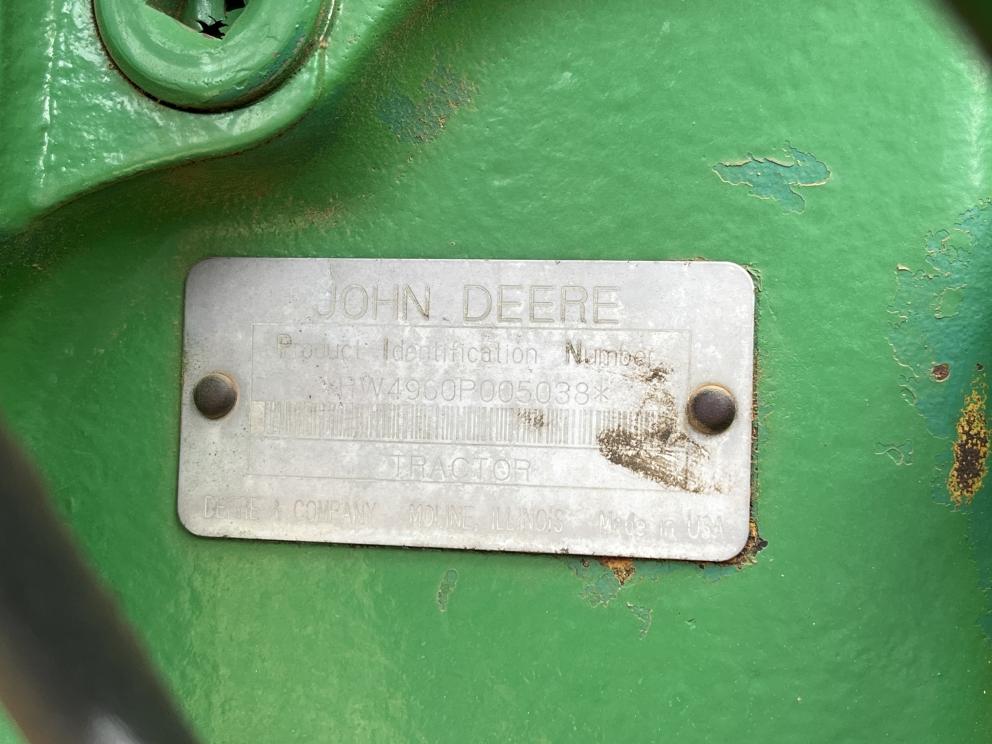 JOHN DEERE
Product Identification Number
RW4960P005038*
TRACTOR
DEERE & COMPANY MOLINE, ILLINOIS Made in USA